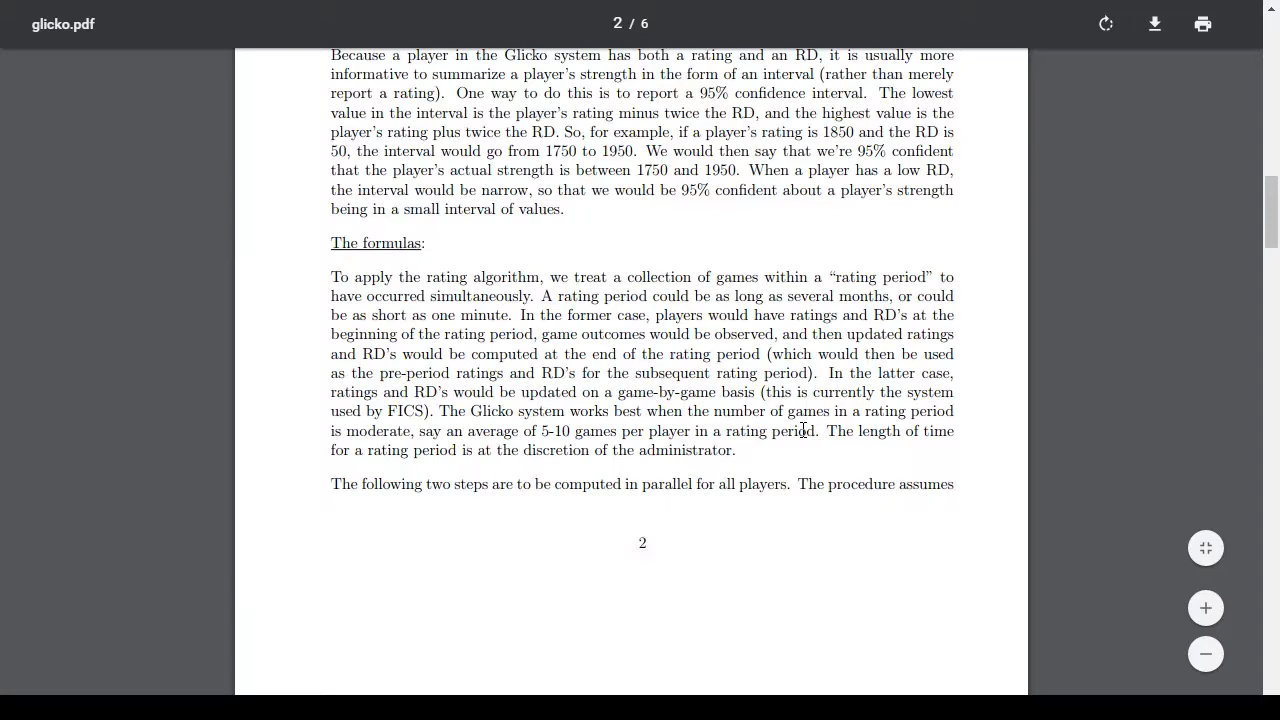 glicko.pdf
2 / 6
Because a player in the Glicko system has both a rating and an RD, it is usually more
informative to summarize a player's strength in the form of an interval (rather than merely
report a rating). One way to do this is to report a 95% confidence interval. The lowest
value in the interval is the player's rating minus twice the RD, and the highest value is the
player's rating plus twice the RD. So, for example, if a player's rating is 1850 and the RD is
50, the interval would go from 1750 to 1950. We would then say that we're 95% confident
that the player's actual strength is between 1750 and 1950. When a player has a low RD,
the interval would be narrow, so that we would be 95% confident about a player's strength
being in a small interval of values.
The formulas:
To apply the rating algorithm, we treat a collection of games within a “rating period” to
have occurred simultaneously. A rating period could be as long as several months, or could
be as short as one minute. In the former case, players would have ratings and RD's at the
beginning of the rating period, game outcomes would be observed, and then updated ratings
and RD's would be computed at the end of the rating period (which would then be used
as the pre-period ratings and RD's for the subsequent rating period). In the latter case,
ratings and RD's would be updated on a game-by-game basis (this is currently the system
used by FICS). The Glicko system works best when the number of games in a rating period
is moderate, say an average of 5-10 games per player in a rating period. The length of time
for a rating period is at the discretion of the administrator.
The following two steps are to be computed in parallel for all players. The procedure assumes
2